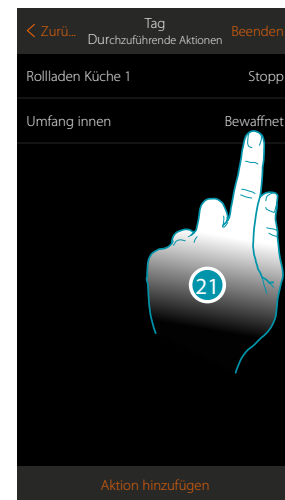 < Zurü... Tag Beenden
Durchzuführende Aktionen
Rollladen Küche 1 Stopp
Umfang innen Bewaffnet
21
Aktion hinzufügen